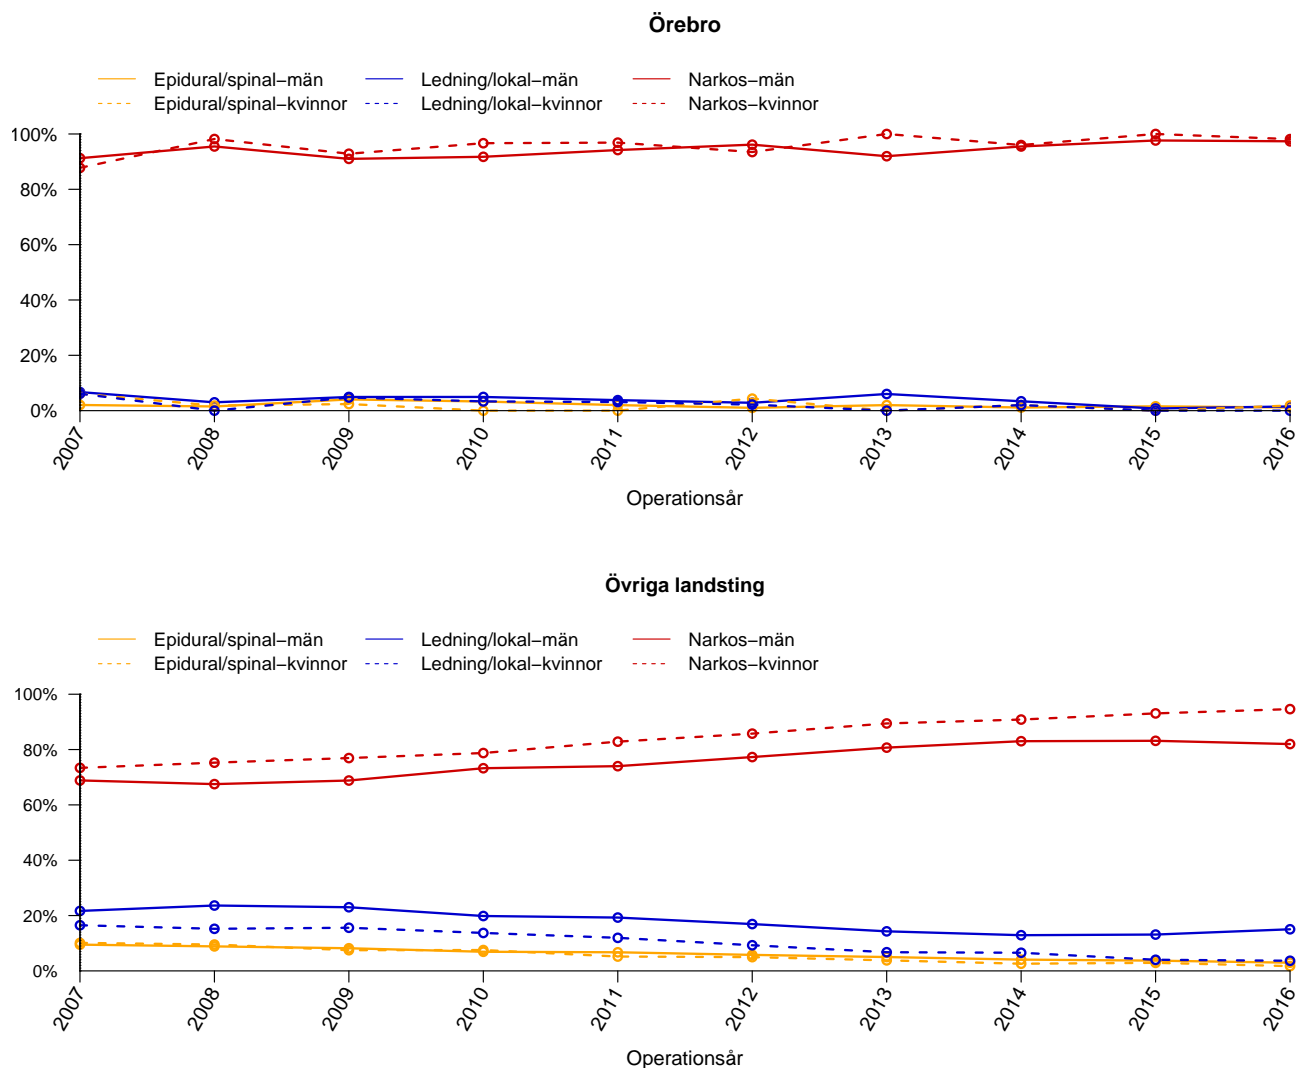 Örebro
Epidural/spinal−män Ledning/lokal−män Narkos−män
Epidural/spinal−kvinnor Ledning/lokal−kvinnor Narkos−kvinnor
100%
80%
60%
40%
20%
0%
2007 2008 2009 2010 2011 2012 2013 2014 2015 2016
Operationsår
Övriga landsting
Epidural/spinal−män Ledning/lokal−män Narkos−män
Epidural/spinal−kvinnor Ledning/lokal−kvinnor Narkos−kvinnor
100%
80%
60%
40%
20%
0%
2007 2008 2009 2010 2011 2012 2013 2014 2015 2016
Operationsår